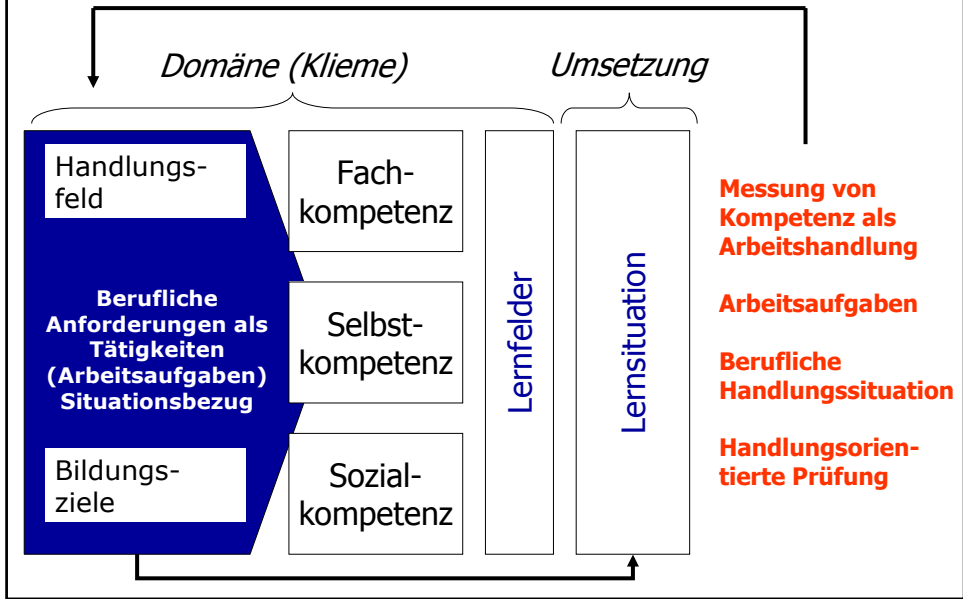 Domäne (Klieme)
Umsetzung
Handlungs-
feld
Berufliche
Anforderungen als
Tätigkeiten
(Arbeitsaufgaben)
Situationsbezug
Bildungs-
ziele
Fach-
kompetenz
Selbst-
kompetenz
Sozial-
kompetenz
Lernfelder
Lernsituation
Messung von
Kompetenz als
Arbeitshandlung
Arbeitsaufgaben
Berufliche
Handlungssituation
Handlungsorien-
tierte Prüfung